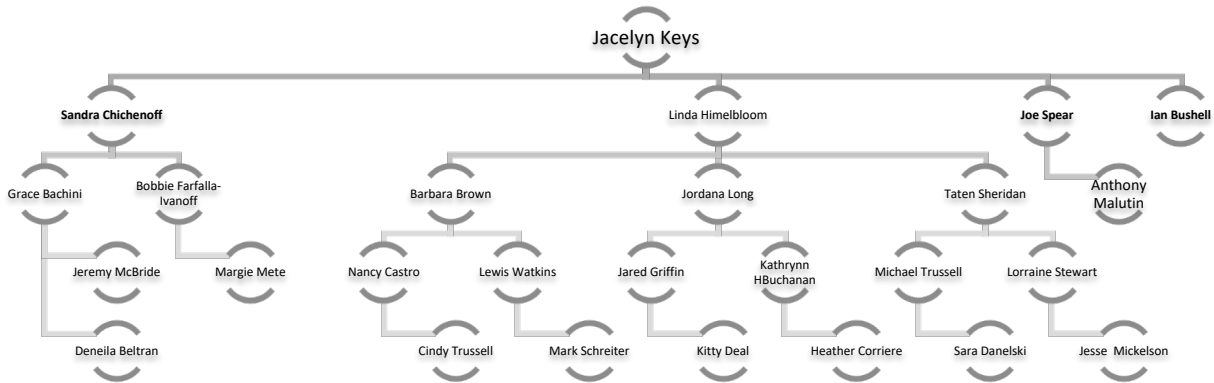 Jacelyn Keys
Sandra Chichenoff
Linda Himelbloom
Joe Spear
Ian Bushell
Grace Bachini
Bobbie Farfalla-
Ivanoff
Barbara Brown
Jordana Long
Taten Sheridan
Anthony
Malutin
Jeremy McBride
Margie Mete
Nancy Castro
Lewis Watkins
Jared Griffin
Kathrynn
HBuchanan
Michael Trussell
Lorraine Stewart
Deneila Beltran
Cindy Trussell
Mark Schreiter
Kitty Deal
Heather Corriere
Sara Danelski
Jesse Mickelson